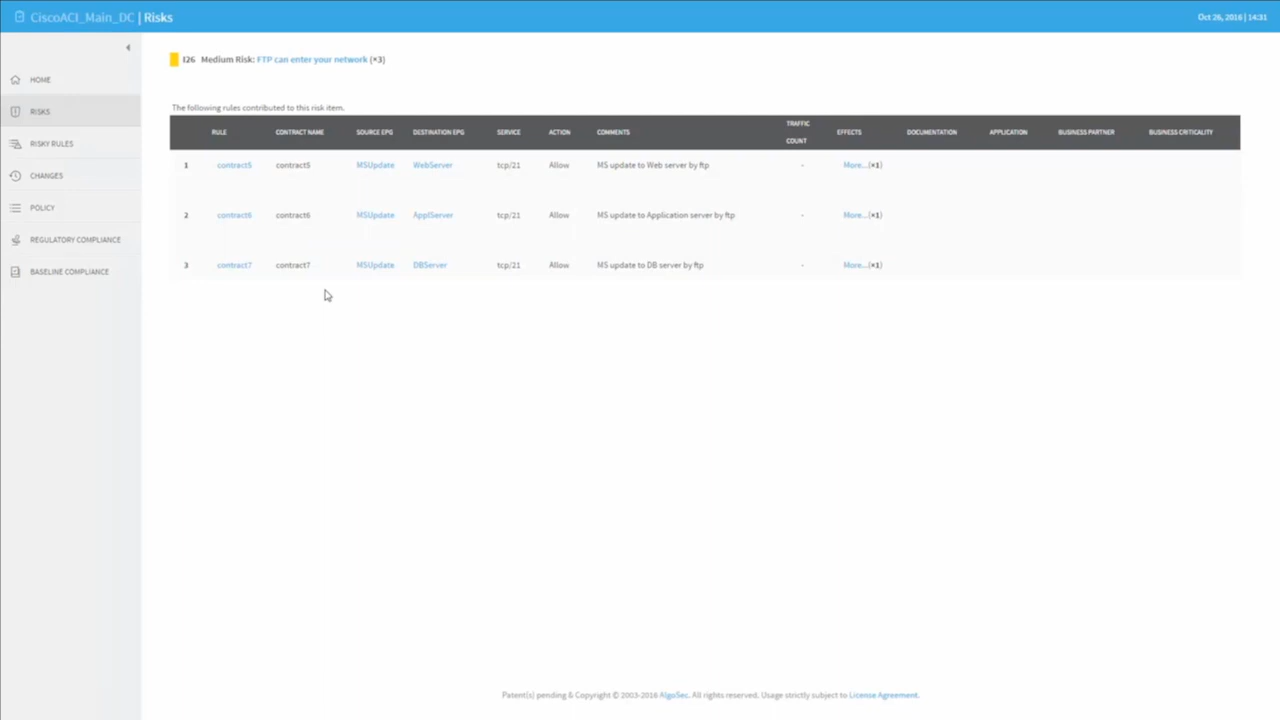 CiscoACI_Main_DC | Risks
Oct 26, 2016 | 14:31
HOME
RISKS
RISKY RULES
CHANGES
POLICY
REGULATORY COMPLIANCE
BASELINE COMPLIANCE
I26 Medium Risk: FTP can enter your network (×3)
The following rules contributed to this risk item.
RULE CONTRACT NAME SOURCE EPG DESTINATION EPG SERVICE ACTION COMMENTS TRAFFIC COUNT EFFECTS DOCUMENTATION APPLICATION BUSINESS PARTNER BUSINESS CRITICALITY
1 contract5 contract5 MSUpdate WebServer tcp/21 Allow MS update to Web server by ftp - More...(×1)
2 contract6 contract6 MSUpdate ApplServer tcp/21 Allow MS update to Application server by ftp - More...(×1)
3 contract7 contract7 MSUpdate DBServer tcp/21 Allow MS update to DB server by ftp - More...(×1)
Patent(s) pending & Copyright © 2003-2016 AlgoSec. All rights reserved. Usage strictly subject to License Agreement.